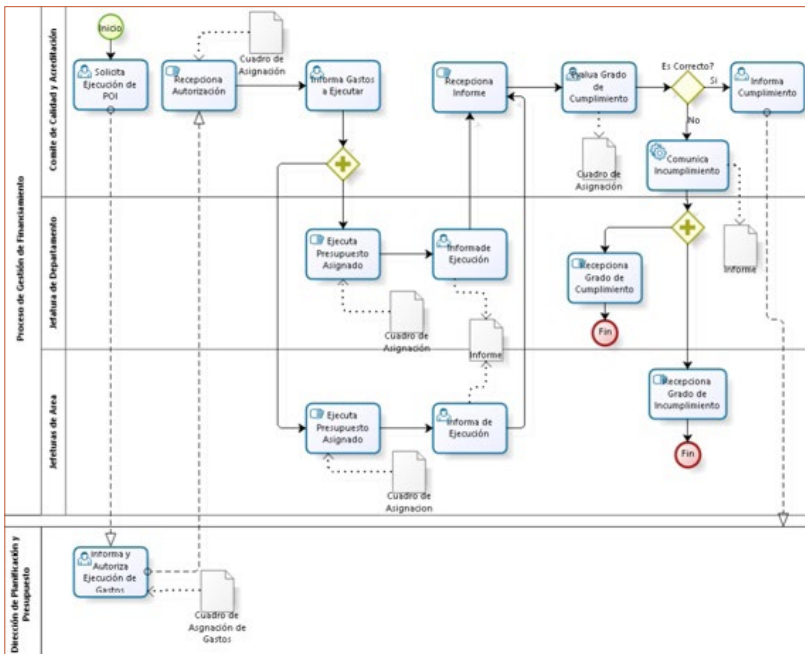 Proceso de Gestión de Financiamiento
Comite de Calidad y Acreditación
Inicio
Solicita
Ejecución de
POI
Recepciona
Autorización
Cuadro de
Asignación
Informa Gastos
a Ejecutar
Recepciona
Informe
Evalua Grado
de
Cumplimiento
Cuadro de
Asignación
Es Correcto?
Si
No
Informa
Cumplimiento
Comunica
Incumplimiento
Informe
Jefatura de Departamento
Ejecuta
Presupuesto
Asignado
Cuadro de
Asignación
Informade
Ejecución
Informe
Recepciona
Grado de
Cumplimiento
Fin
Jefeturas de Area
Ejecuta
Presupuesto
Asignado
Cuadro de
Asignacion
Informa de
Ejecución
Recepciona
Grado de
Incumplimiento
Fin
Dirección de Planificación y
Presupuesto
Informa y
Autoriza
Ejecución de
Gastos
Cuadro de
Asgnación de
Gastos